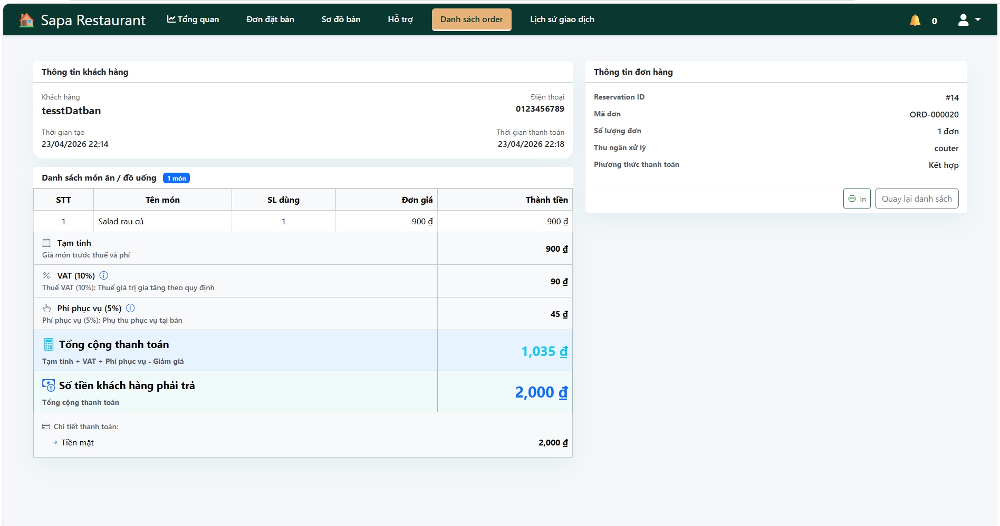 Sapa Restaurant
Tổng quan
Đơn đặt bàn
Sơ đồ bàn
Hỗ trợ
Danh sách order
Lịch sử giao dịch
0
Thông tin khách hàng
Khách hàng
tesstDatban
Điện thoại
0123456789
Thời gian tạo
23/04/2026 22:14
Thời gian thanh toán
23/04/2026 22:18
Danh sách món ăn / đồ uống 1 món
STT Tên món SL dùng Đơn giá Thành tiền
1 Salad rau củ 1 900 ₫ 900 ₫
Tạm tính
Giá món trước thuế và phí
900 ₫
VAT (10%)
Thuế VAT (10%): Thuế giá trị gia tăng theo quy định
90 ₫
Phí phục vụ (5%)
Phí phục vụ (5%): Phụ thu phục vụ tại bàn
45 ₫
Tổng cộng thanh toán
Tạm tính + VAT + Phí phục vụ - Giảm giá
1,035 ₫
Số tiền khách hàng phải trả
Tổng cộng thanh toán
2,000 ₫
Chi tiết thanh toán:
Tiền mặt 2,000 ₫
Thông tin đơn hàng
Reservation ID #14
Mã đơn ORD-000020
Số lượng đơn 1 đơn
Thu ngân xử lý couter
Phương thức thanh toán Kết hợp
In
Quay lại danh sách